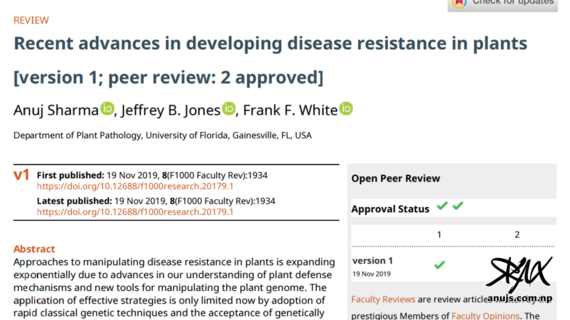 Check for updates
REVIEW
Recent advances in developing disease resistance in plants
[version 1; peer review: 2 approved]
Anuj Sharma iD, Jeffrey B. Jones iD, Frank F. White iD
Department of Plant Pathology, University of Florida, Gainesville, FL, USA
v1 First published: 19 Nov 2019, 8(F1000 Faculty Rev):1934
https://doi.org/10.12688/f1000research.20179.1
Latest published: 19 Nov 2019, 8(F1000 Faculty Rev):1934
https://doi.org/10.12688/f1000research.20179.1
Abstract
Approaches to manipulating disease resistance in plants is expanding
exponentially due to advances in our understanding of plant defense
mechanisms and new tools for manipulating the plant genome. The
application of effective strategies is only limited now by adoption of
rapid classical genetic techniques and the acceptance of genetically
Open Peer Review
Approval Status
1 2
version 1
19 Nov 2019
anujs.com.np
Faculty Reviews are review articles
prestigious Members of Faculty Opinions. The